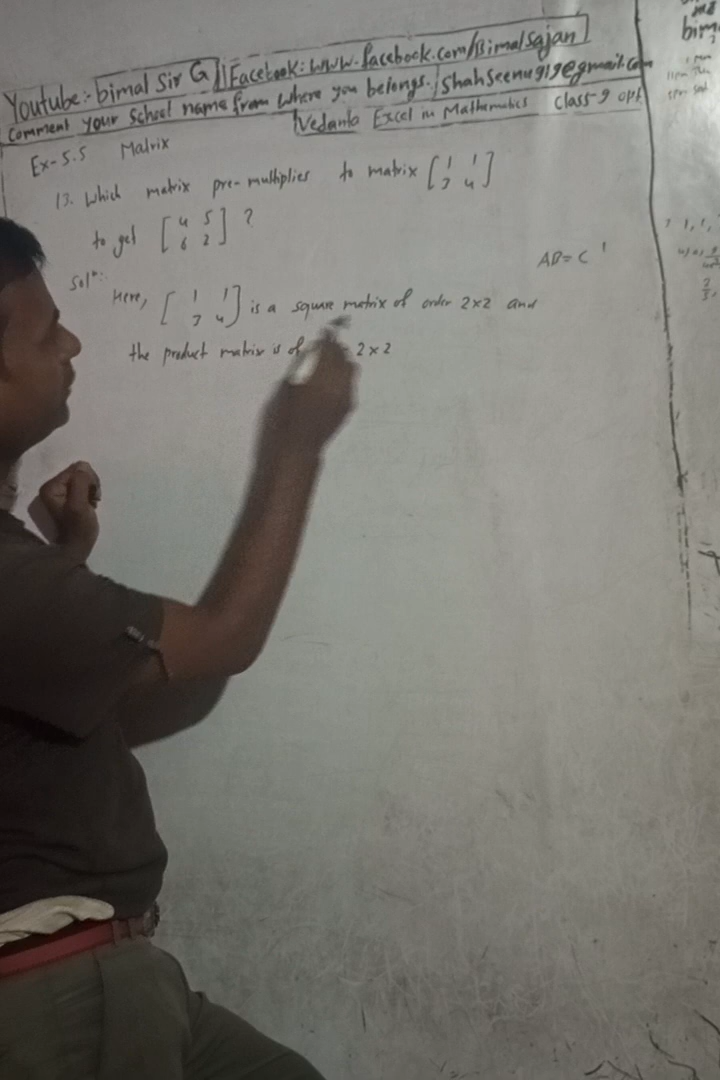 Youtube:- bimal Sir G || Facebook: www.facebook.com/Bimalsajan
Comment your School name from where you belongs. / Shahseenu919@gmail.com
Vedanta Excel in Mathematics Class-9 opt
Ex-5.5 Matrix
13. Which matrix pre-multiplies to matrix [1 1
3 4]
to get [4 5
6 2] ?
AB = C
Solⁿ:
Here, [1 1
3 4] is a square matrix of order 2×2 and
the product matrix is of 2×2